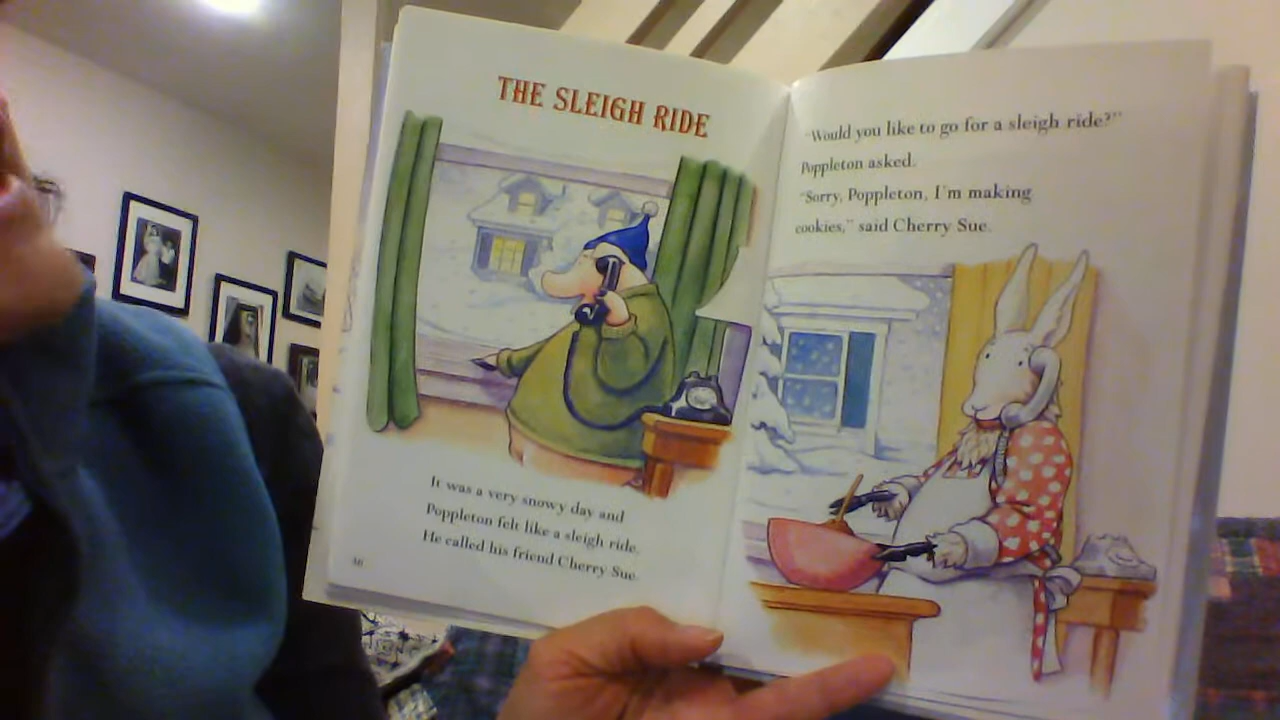 THE SLEIGH RIDE
It was a very snowy day and
Poppleton felt like a sleigh ride.
He called his friend Cherry Sue.
"Would you like to go for a sleigh ride?"
Poppleton asked.
"Sorry, Poppleton, I'm making
cookies," said Cherry Sue.